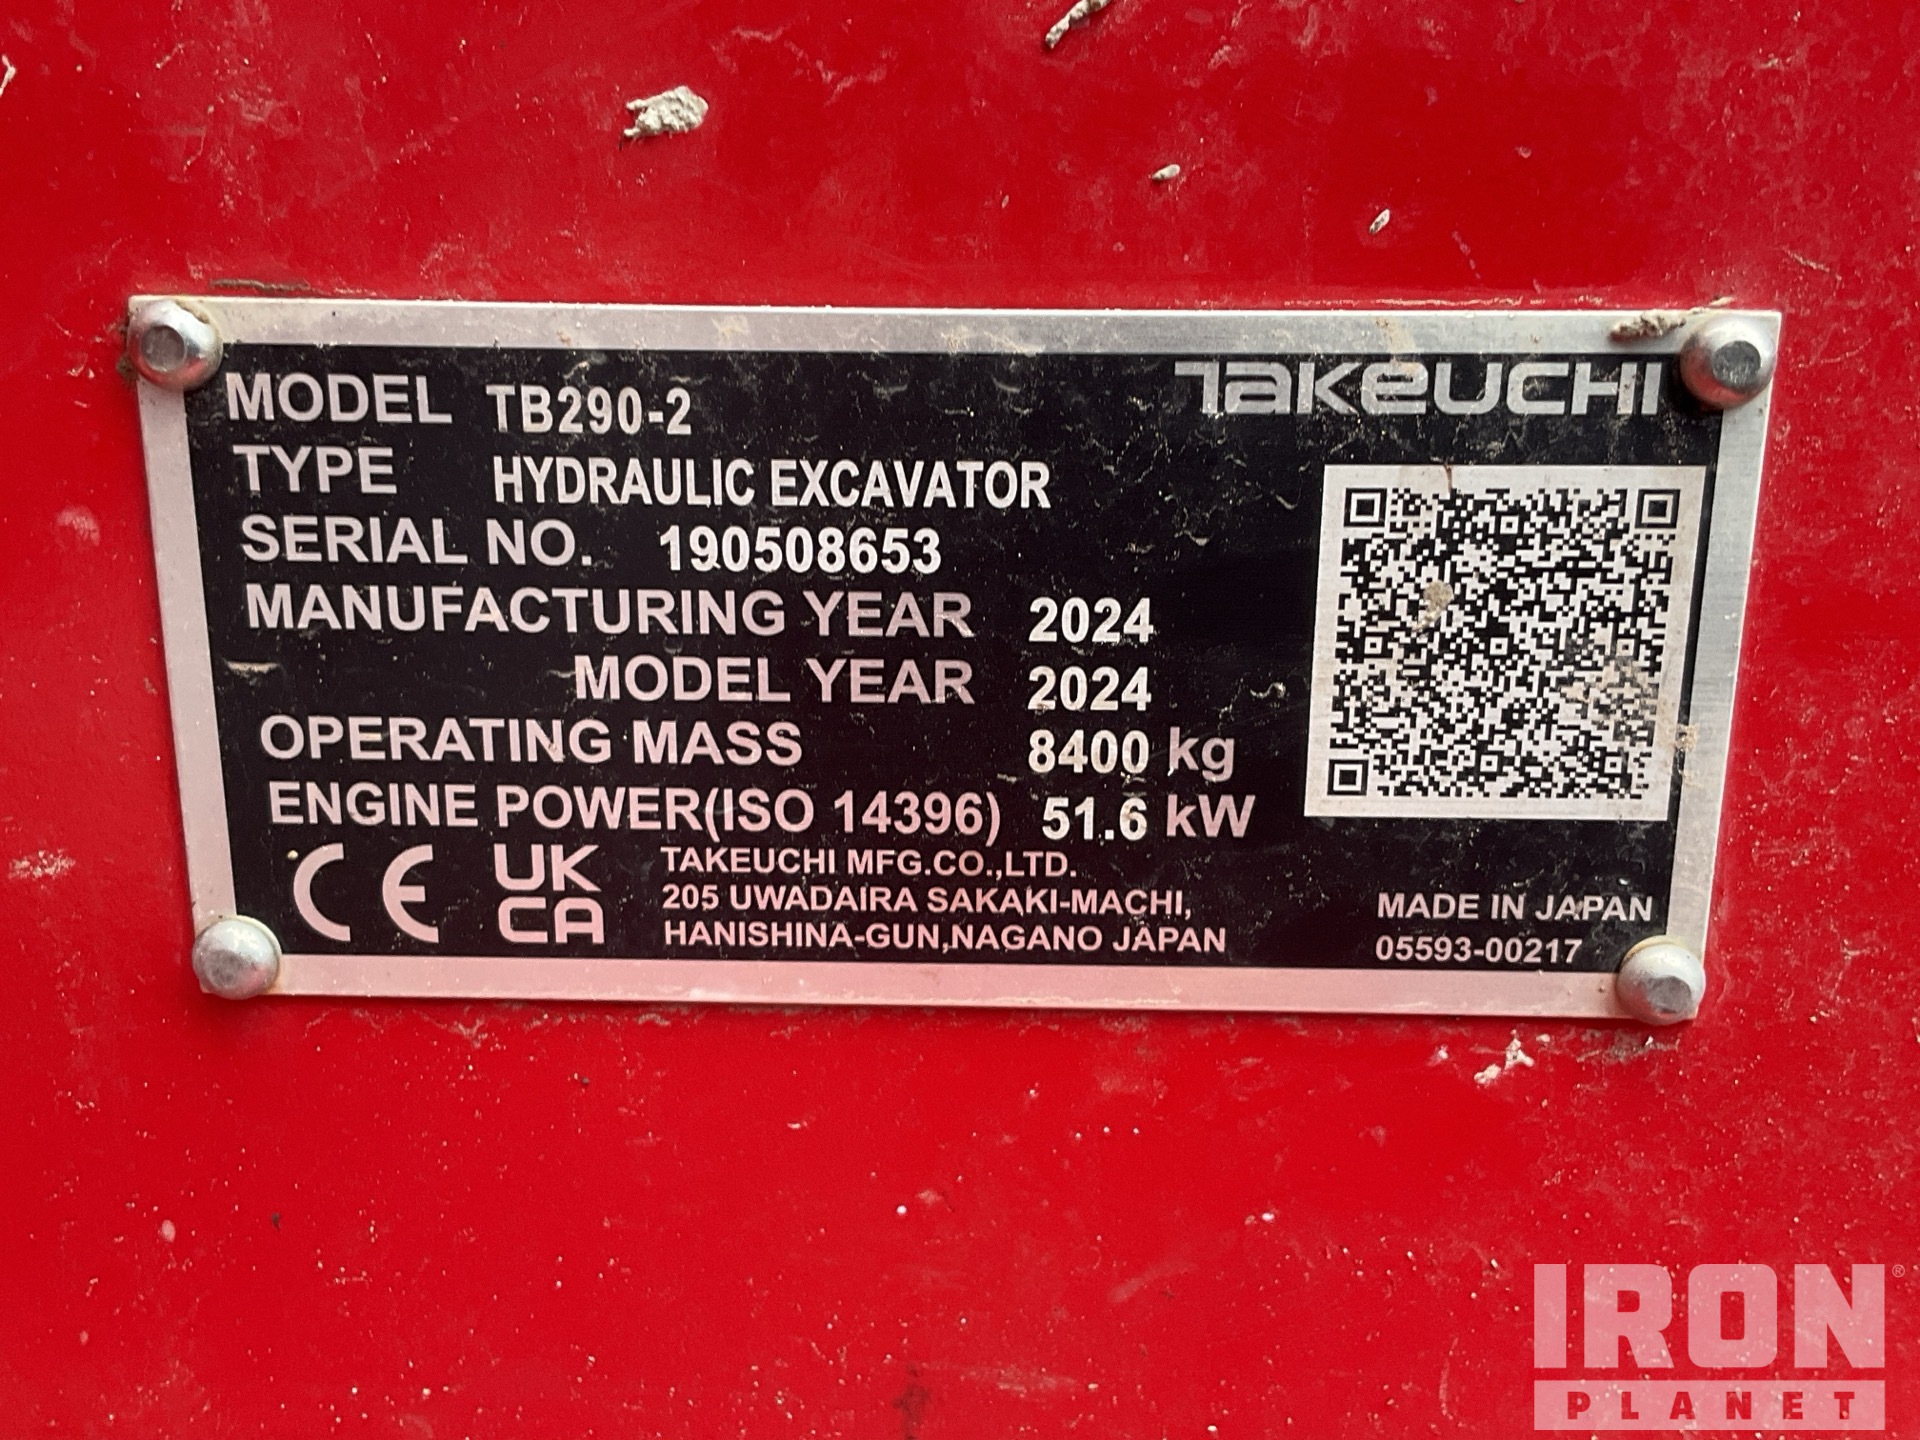 TAKEUCHI
MODEL TB290-2
TYPE HYDRAULIC EXCAVATOR
SERIAL NO. 190508653
MANUFACTURING YEAR 2024
MODEL YEAR 2024
OPERATING MASS 8400 kg
ENGINE POWER(ISO 14396) 51.6 kW
CE UK CA
TAKEUCHI MFG.CO.,LTD.
205 UWADAIRA SAKAKI-MACHI,
HANISHINA-GUN,NAGANO JAPAN
MADE IN JAPAN
05593-00217
IRON®
PLANET